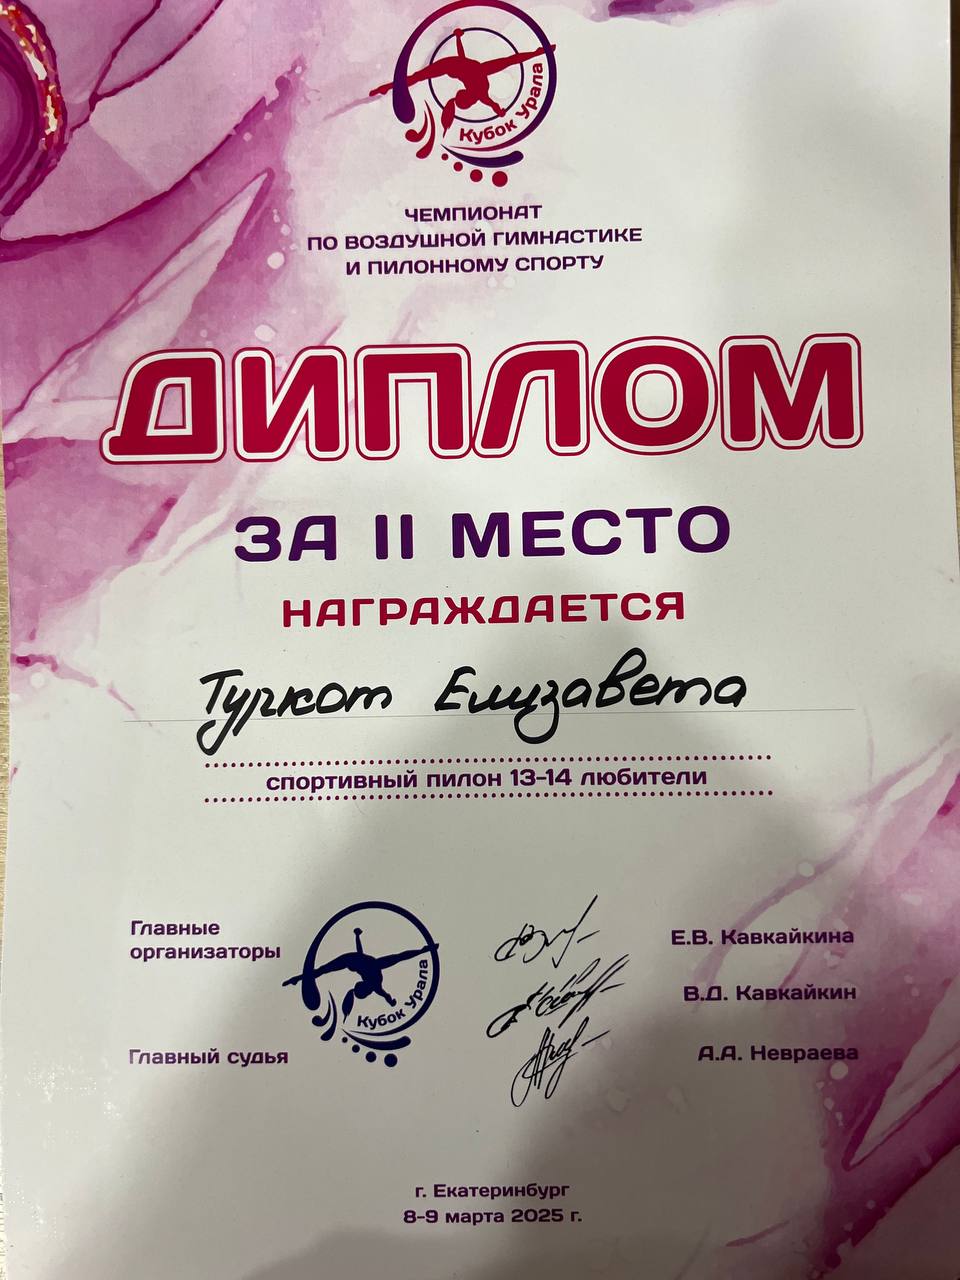 Кубок Урала
ЧЕМПИОНАТ
ПО ВОЗДУШНОЙ ГИМНАСТИКЕ
И ПИЛОННОМУ СПОРТУ
ДИПЛОМ
ЗА II МЕСТО
НАГРАЖДАЕТСЯ
Туркот Елизавета
спортивный пилон 13-14 любители
Главные
организаторы
Кубок Урала
Е.В. Кавкайкина
В.Д. Кавкайкин
Главный судья
А.А. Невраева
г. Екатеринбург
8-9 марта 2025 г.